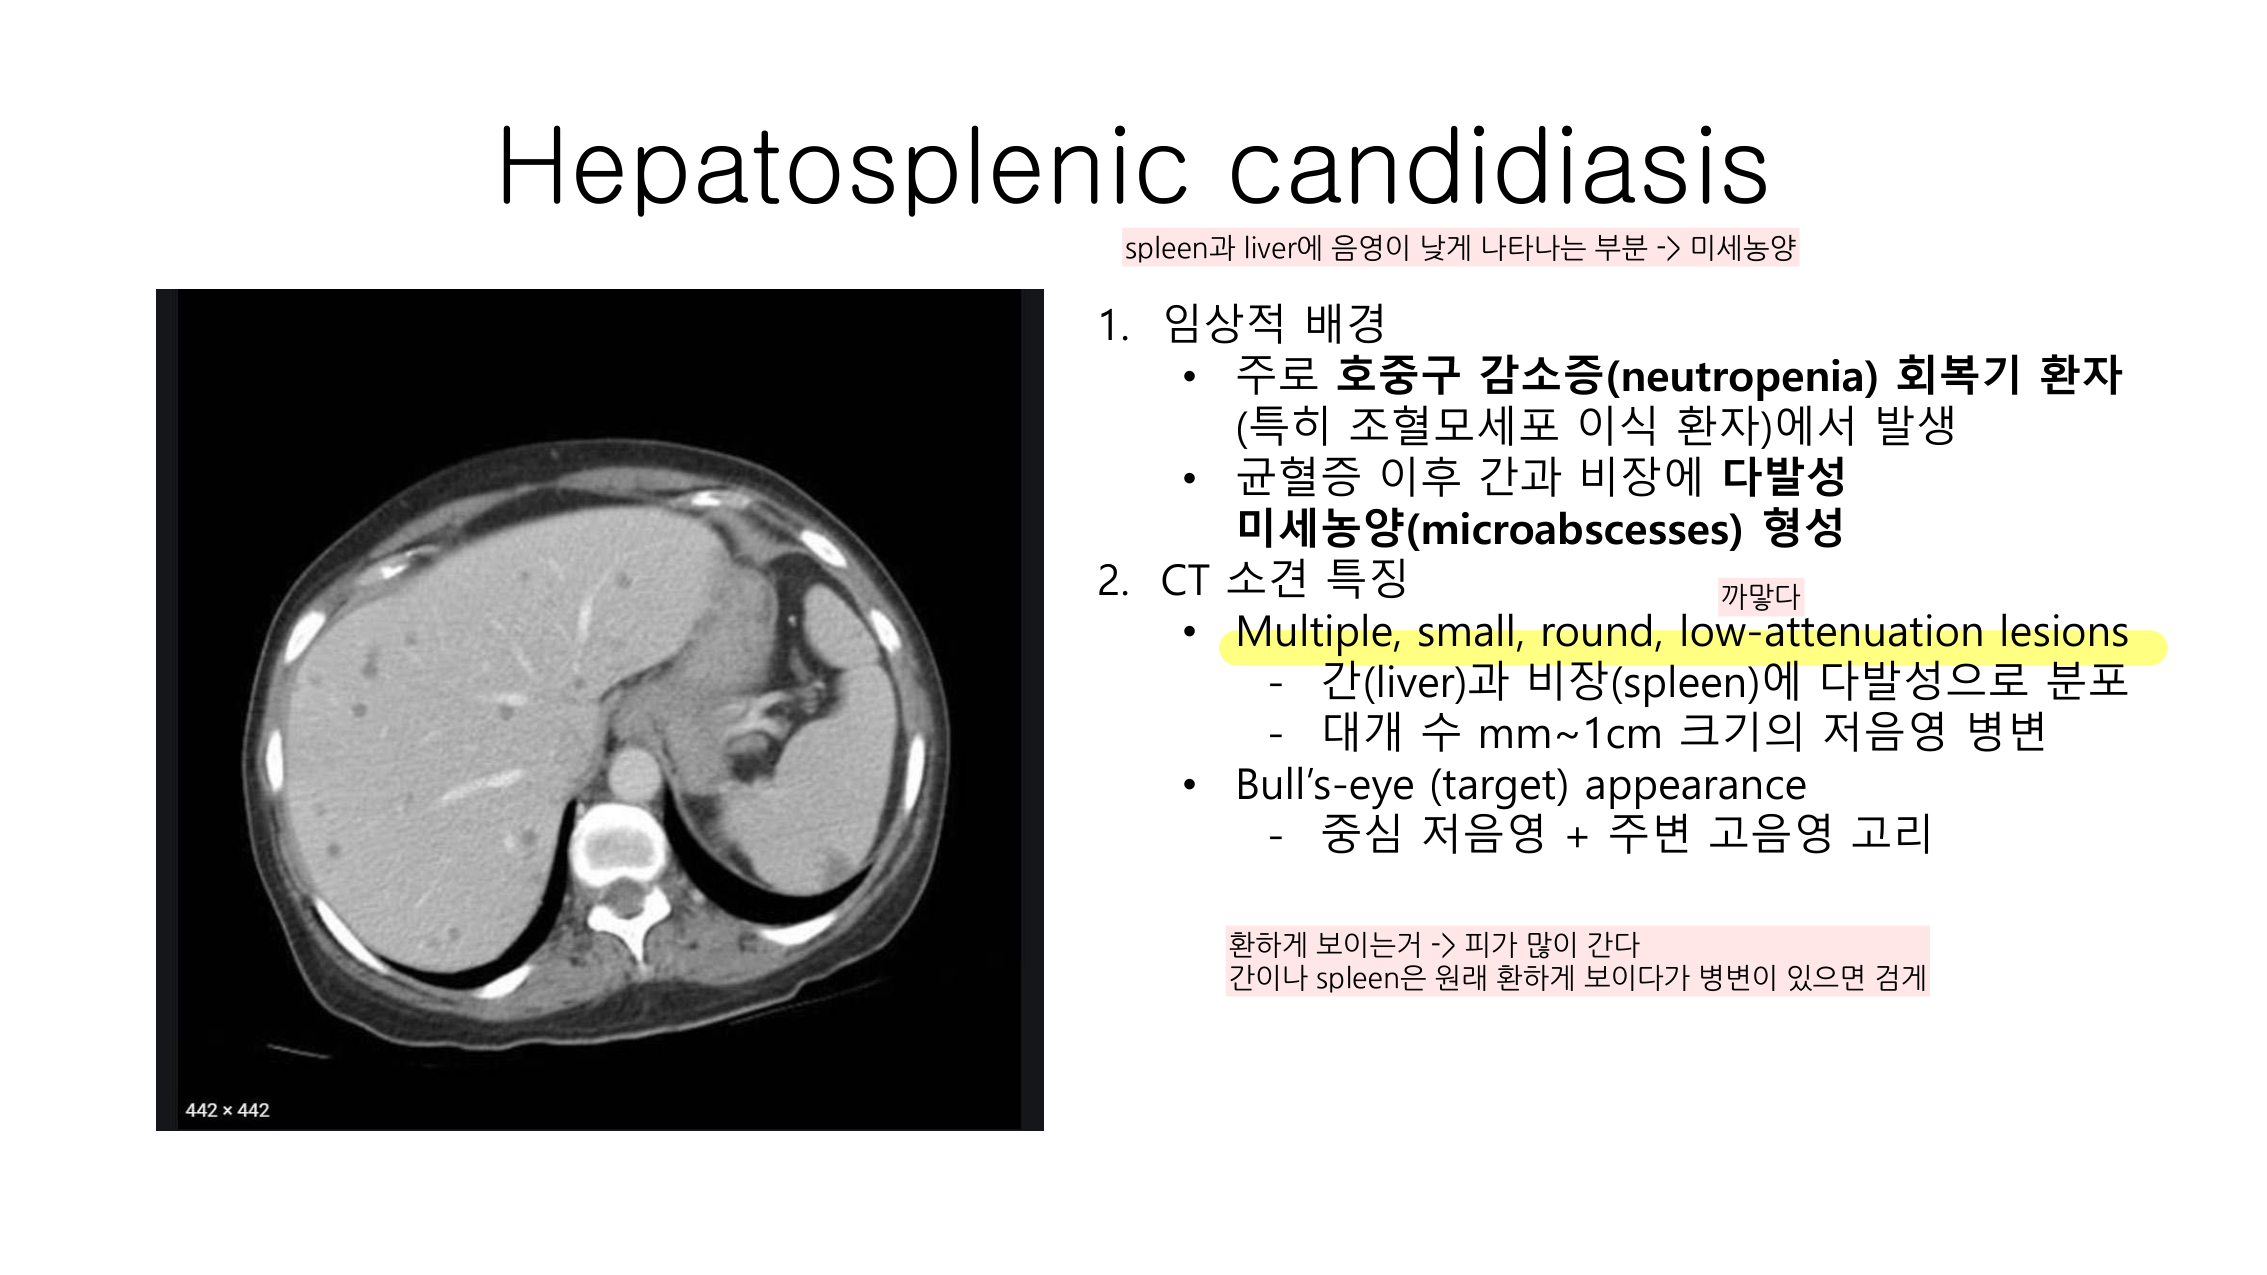 Hepatosplenic candidiasis
spleen과 liver에 음영이 낮게 나타나는 부분 -> 미세농양
1. 임상적 배경
• 주로 호중구 감소증(neutropenia) 회복기 환자
(특히 조혈모세포 이식 환자)에서 발생
• 균혈증 이후 간과 비장에 다발성
미세농양(microabscesses) 형성
2. CT 소견 특징
까맣다
• Multiple, small, round, low-attenuation lesions
- 간(liver)과 비장(spleen)에 다발성으로 분포
- 대개 수 mm~1cm 크기의 저음영 병변
• Bull’s-eye (target) appearance
- 중심 저음영 + 주변 고음영 고리
환하게 보이는거 -> 피가 많이 간다
간이나 spleen은 원래 환하게 보이다가 병변이 있으면 검게
442 × 442